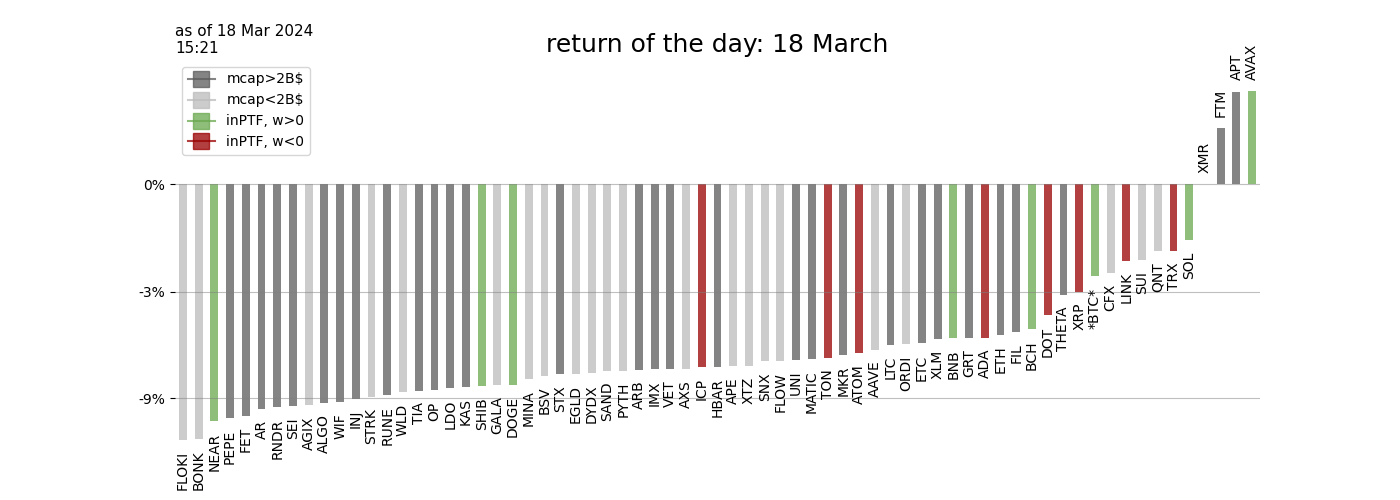 as of 18 Mar 2024
15:21
return of the day: 18 March
mcap>2B$
mcap<2B$
inPTF, w>0
inPTF, w<0
0%
-3%
-9%
FLOKI
BONK
NEAR
PEPE
FET
AR
RNDR
SEI
AGIX
ALGO
WIF
INJ
STRK
RUNE
WLD
TIA
OP
LDO
KAS
SHIB
GALA
DOGE
MINA
BSV
STX
EGLD
DYDX
SAND
PYTH
ARB
IMX
VET
AXS
ICP
HBAR
APE
XTZ
SNX
FLOW
UNI
MATIC
TON
MKR
ATOM
AAVE
LTC
ORDI
ETC
XLM
BNB
GRT
ADA
ETH
FIL
BCH
DOT
THETA
XRP
*BTC*
CFX
LINK
SUI
QNT
TRX
SOL
XMR
FTM
APT
AVAX